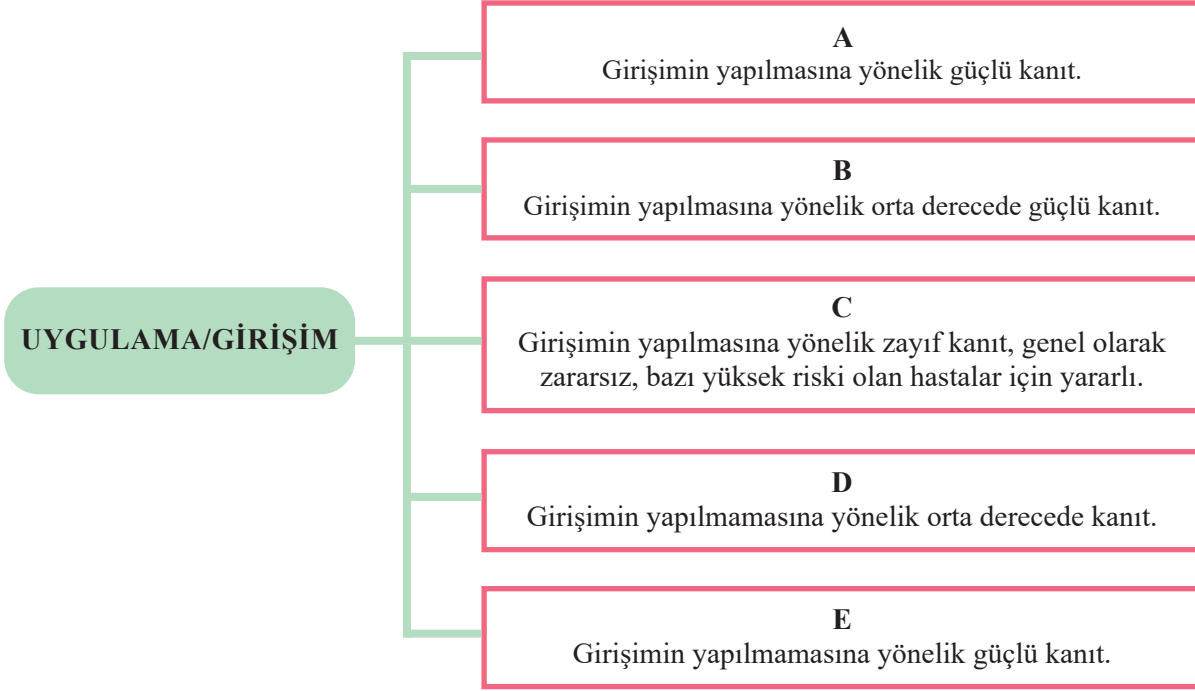 A
Girişimin yapılmasına yönelik güçlü kanıt.
B
Girişimin yapılmasına yönelik orta derecede güçlü kanıt.
UYGULAMA/GİRİŞİM
C
Girişimin yapılmasına yönelik zayıf kanıt, genel olarak
zararsız, bazı yüksek riski olan hastalar için yararlı.
D
Girişimin yapılmamasına yönelik orta derecede kanıt.
E
Girişimin yapılmamasına yönelik güçlü kanıt.